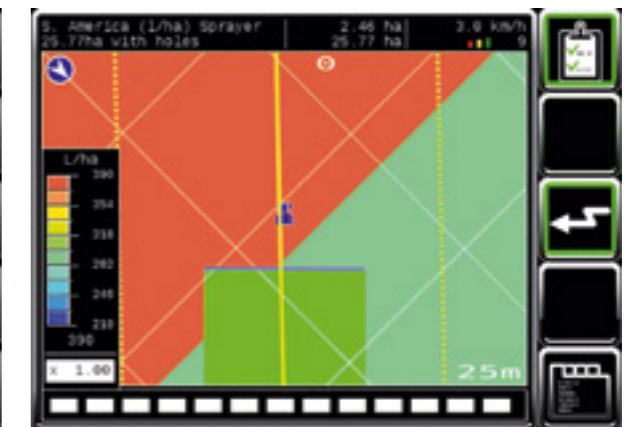 S. America (l/ha) Sprayer 2.46 ha 3.0 km/h
25.77ha with holes 25.77 ha 9
L/ha
390
354
318
282
246
210
390
x 1.00
25m